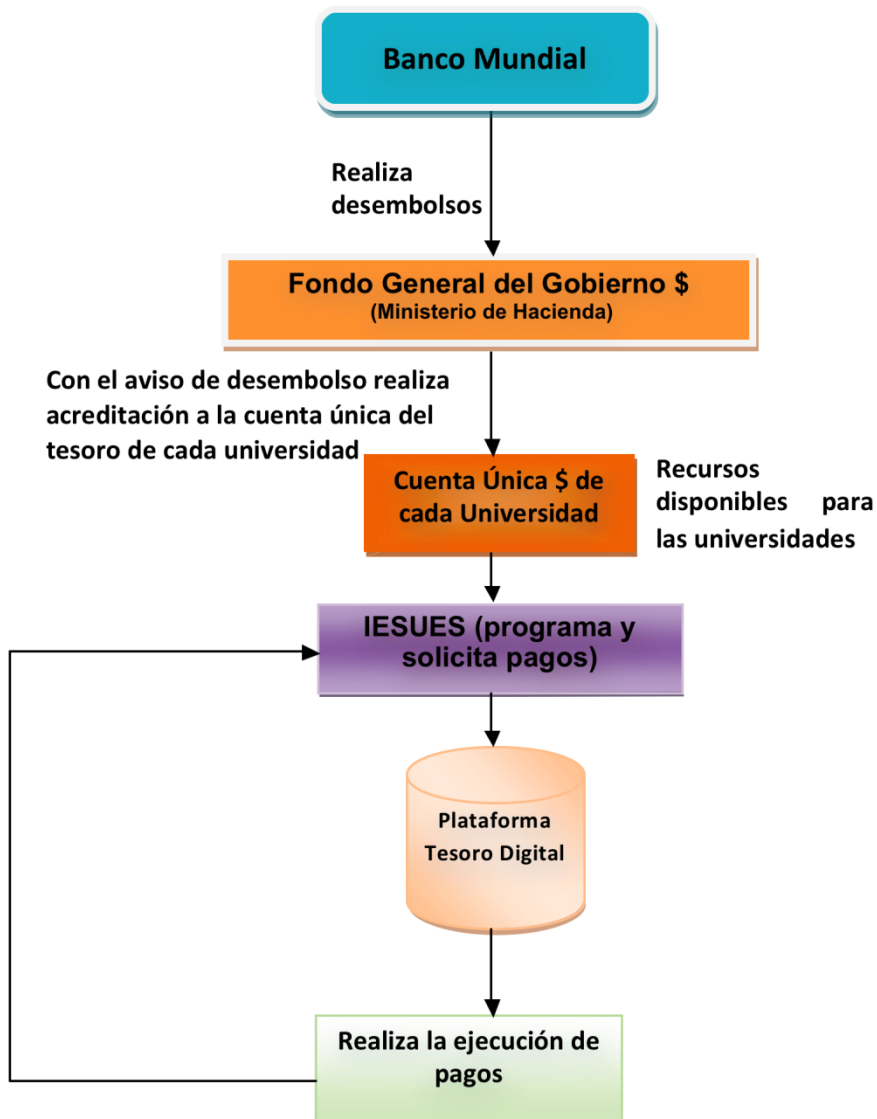 Banco Mundial
Realiza
desembolsos
Fondo General del Gobierno $
(Ministerio de Hacienda)
Con el aviso de desembolso realiza
acreditación a la cuenta única del
tesoro de cada universidad
Cuenta Única $ de
cada Universidad
Recursos
disponibles para
las universidades
IESUES (programa y
solicita pagos)
Plataforma
Tesoro Digital
Realiza la ejecución de
pagos